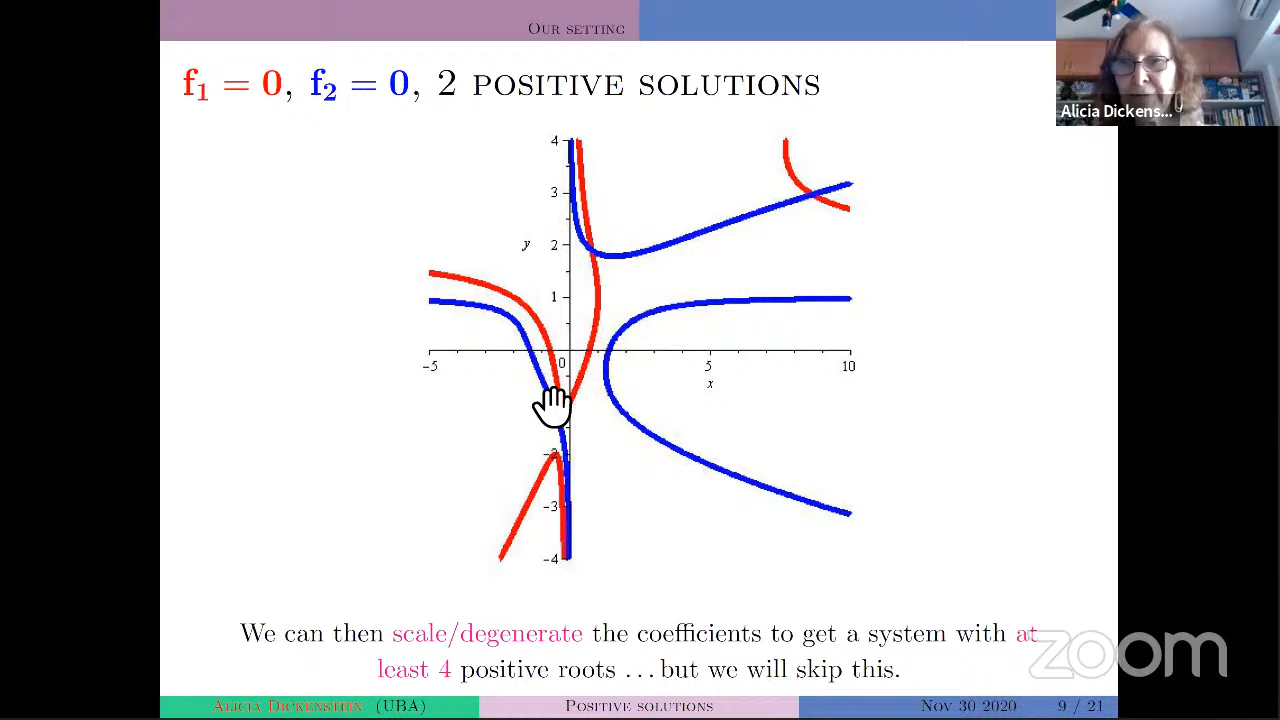 Our setting
f1 = 0, f2 = 0, 2 positive solutions
Alicia Dickens...
4
3
y 2
1
-5 0 5 10
x
-2
-3
-4
We can then scale/degenerate the coefficients to get a system with at
least 4 positive roots ... but we will skip this.
zoom
Alicia Dickenstein (UBA) Positive solutions Nov 30 2020 9 / 21